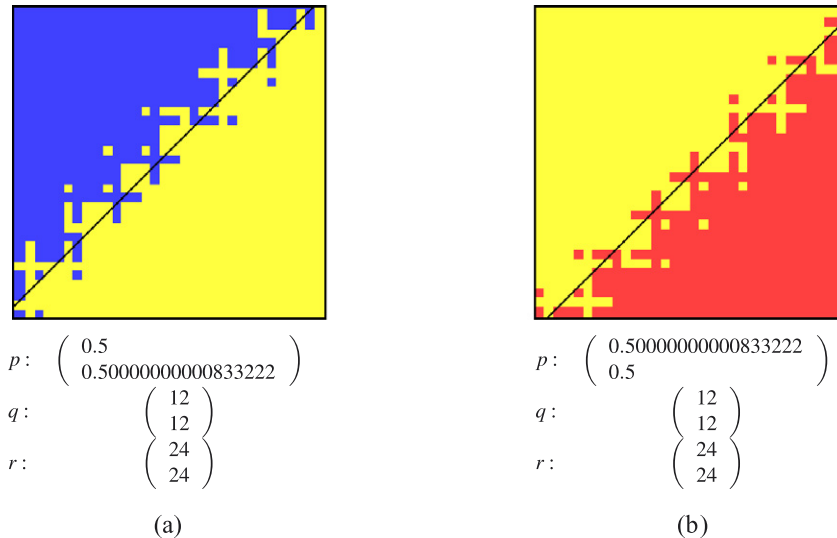 p : ( 0.5
0.50000000000833222 )
q : ( 12
12 )
r : ( 24
24 )
(a)
p : ( 0.50000000000833222
0.5 )
q : ( 12
12 )
r : ( 24
24 )
(b)